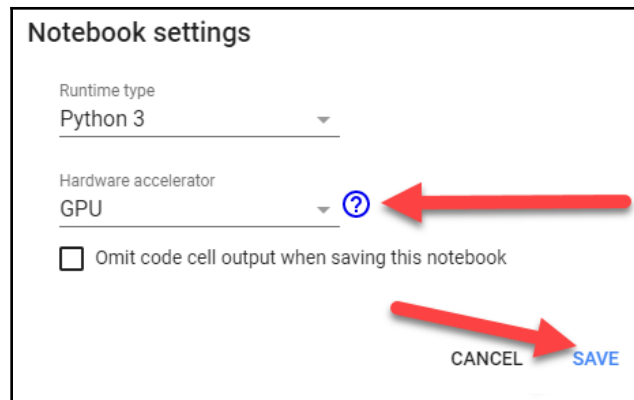 Notebook settings
Runtime type
Python 3
Hardware accelerator
GPU
?
Omit code cell output when saving this notebook
CANCEL SAVE